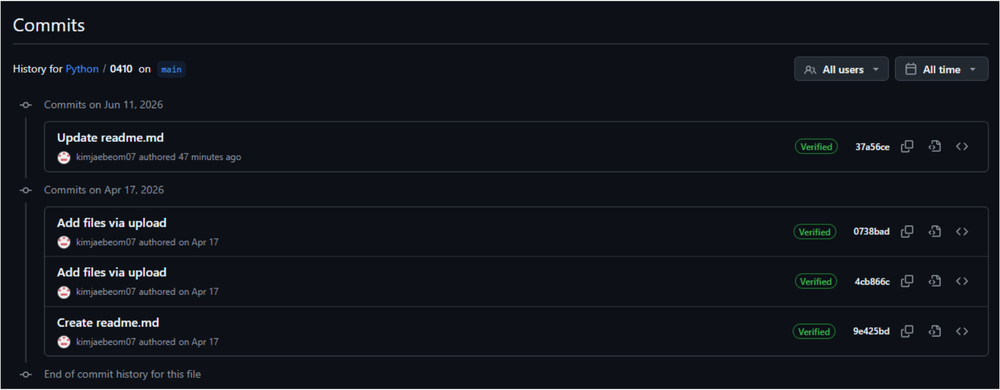 Commits
History for Python / 0410 on main
All users
All time
Commits on Jun 11, 2026
Update readme.md
kimjaebeom07 authored 47 minutes ago
Verified
37a56ce
Commits on Apr 17, 2026
Add files via upload
kimjaebeom07 authored on Apr 17
Verified
0738bad
Add files via upload
kimjaebeom07 authored on Apr 17
Verified
4cb866c
Create readme.md
kimjaebeom07 authored on Apr 17
Verified
9e425bd
End of commit history for this file